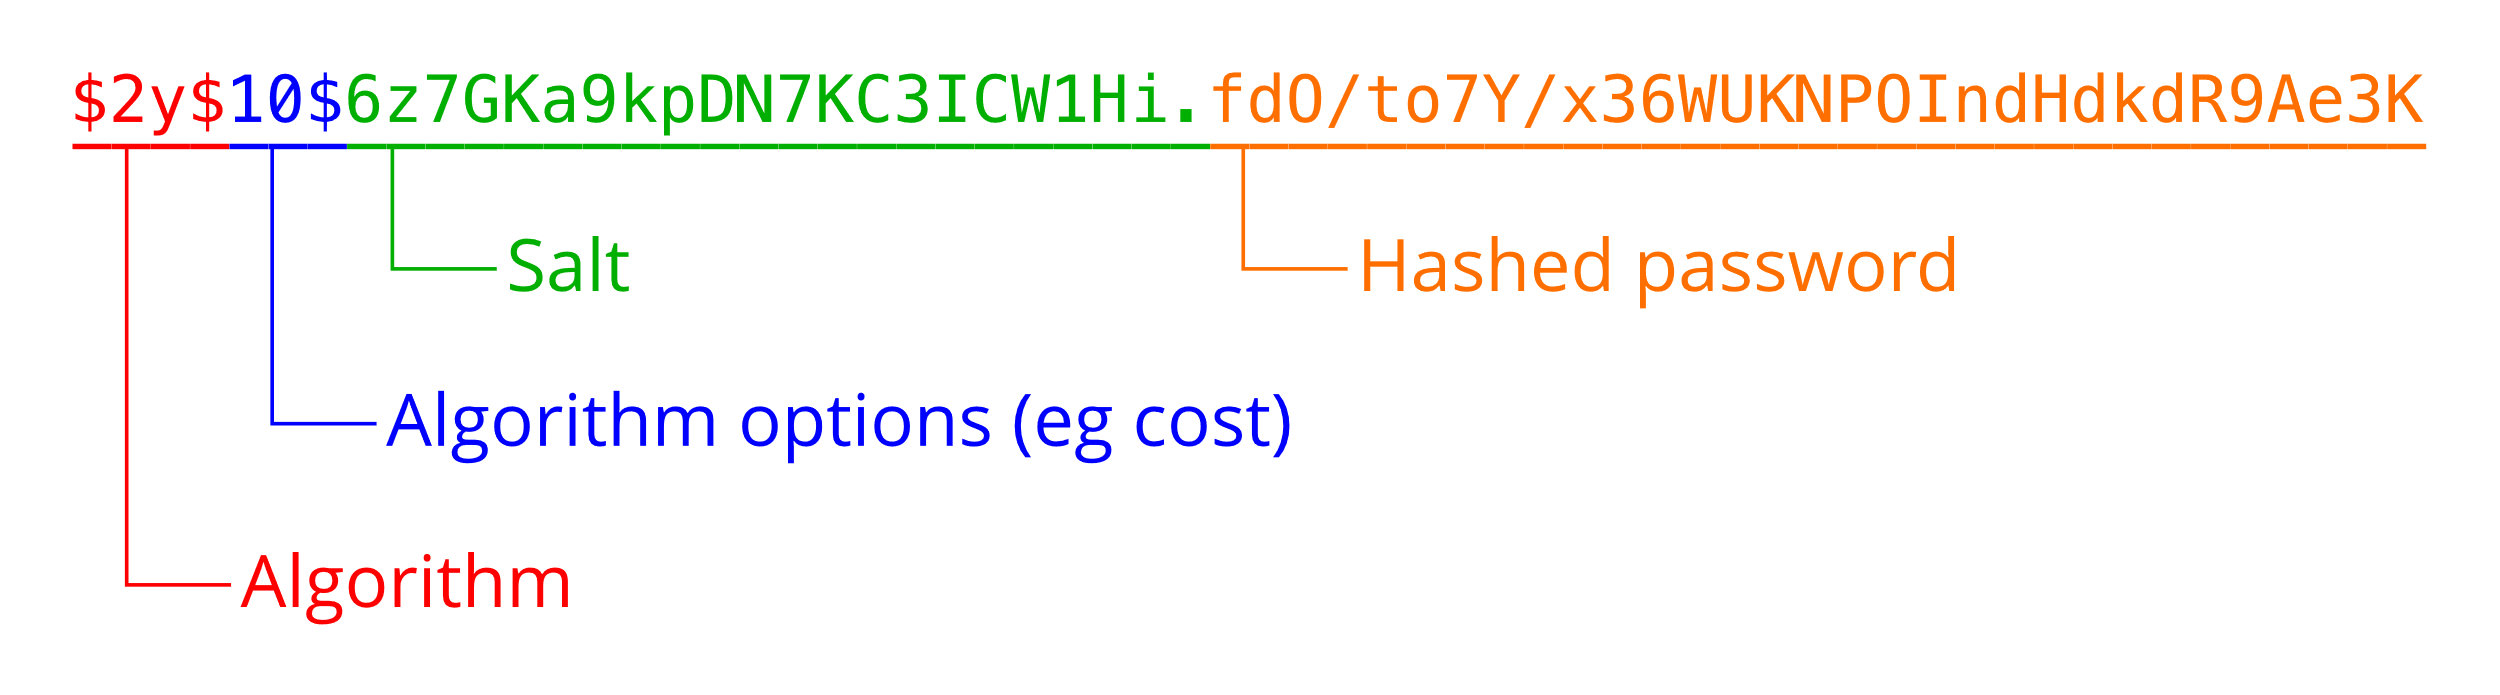 $2y$10$6z7GKa9kpDN7KC3ICW1Hi.fdO/to7Y/x36WUKNPOIndHdkdR9Ae3K
Salt
Hashed password
Algorithm options (eg cost)
Algorithm